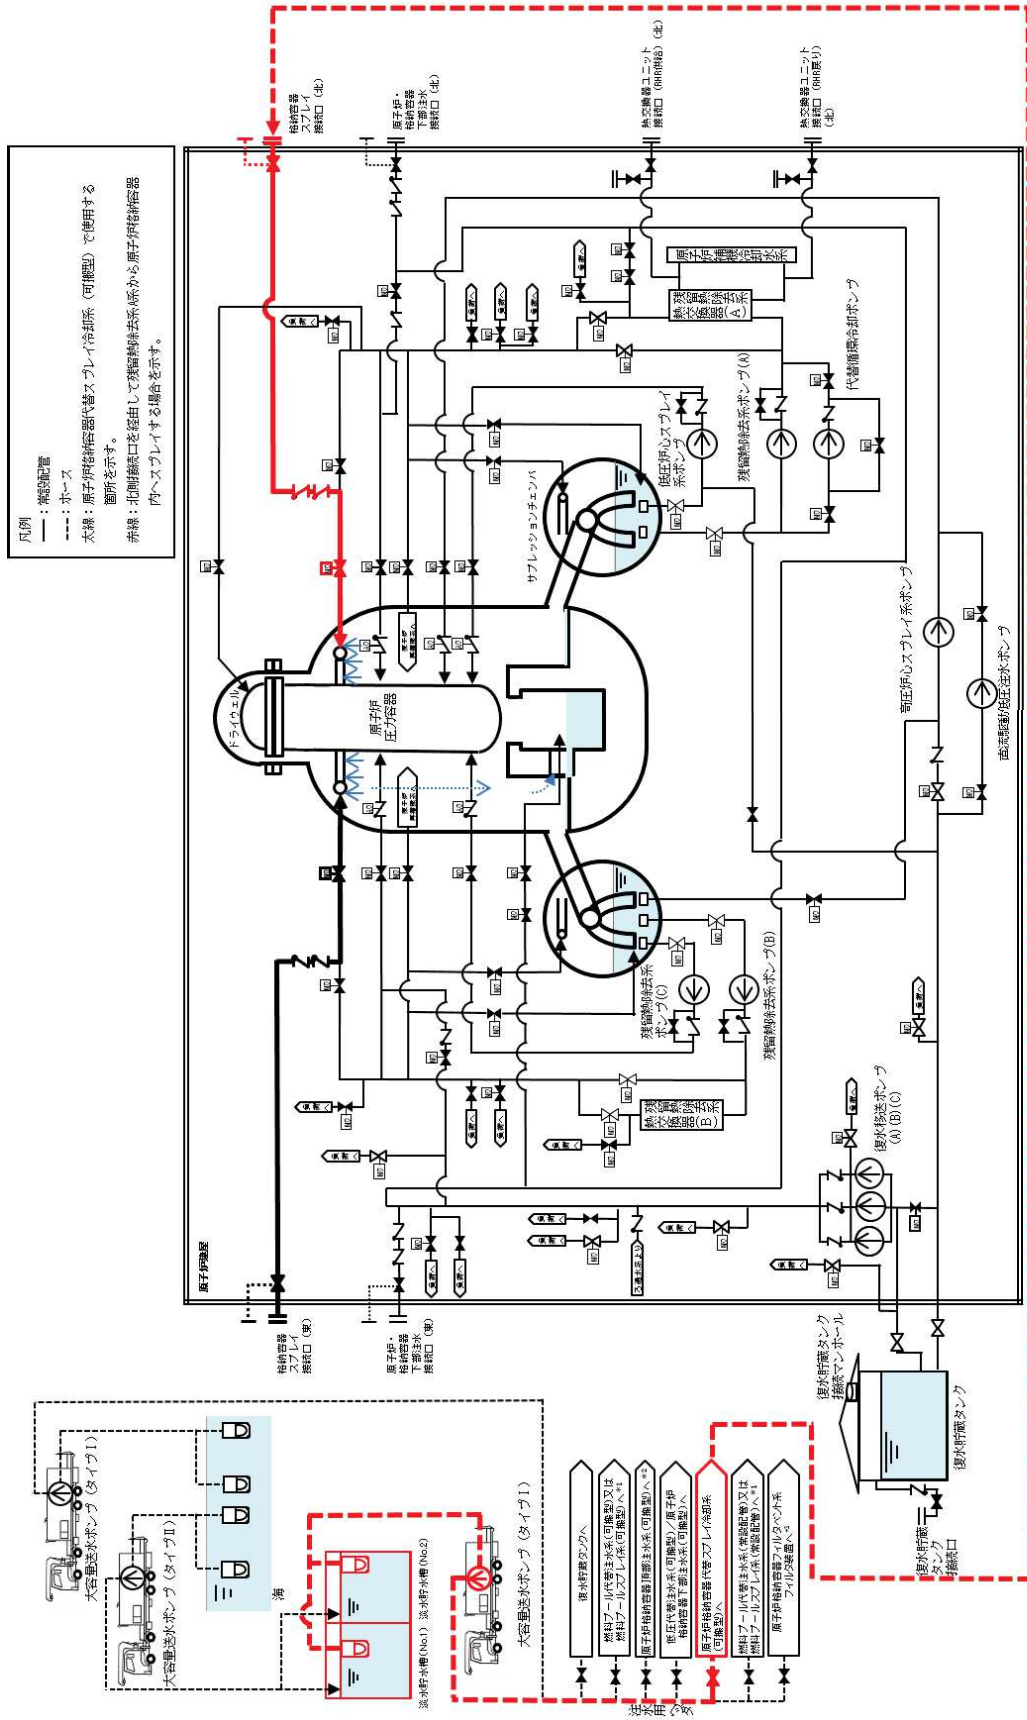 凡例
━ : 常設配管
--- : ホース
太線 : 原子炉格納容器代替スプレイ冷却系（可搬型）で使用する
箇所を示す。
赤線 : 北側接続口を経由して残留熱除去系A系から原子炉格納容器
内へスプレイする場合を示す。
格納容器
スプレイ
接続口（北）
原子炉・
格納容器
下部注水
接続口（北）
熱交換器ユニット
接続口（RHR供給）（北）
熱交換器ユニット
接続口（RHR戻り）
（北）
原子炉補機冷却水系
残留熱除去系
熱交換器（A）
代替循環冷却ポンプ
残留熱除去系ポンプ(A)
低圧炉心スプレイ
系ポンプ
サプレッションチェンバ
ドライウェル
原子炉
圧力容器
高圧炉心スプレイ系ポンプ
直流駆動低圧注水ポンプ
残留熱除去系
ポンプ(C)
残留熱除去系ポンプ(B)
残留熱除去系
熱交換器（B）
復水移送ポンプ
(A)(B)(C)
原子炉建屋
格納容器
スプレイ
接続口（東）
原子炉・
格納容器
下部注水
接続口（東）
復水貯蔵タンク
接続マンホール
復水貯蔵タンク
復水貯蔵
タンク
接続口
大容量送水ポンプ（タイプⅠ）
大容量送水ポンプ（タイプⅡ）
海
淡水貯水槽(No.1)
淡水貯水槽(No.2)
大容量送水ポンプ（タイプⅠ）
注水用ヘッダ
復水貯蔵タンクへ
燃料プール代替注水系(可搬型)又は
燃料プールスプレイ系(可搬型)へ*1
原子炉格納容器頂部注水系(可搬型)へ*2
低圧代替注水系(可搬型)/原子炉
格納容器下部注水系(可搬型)へ
原子炉格納容器代替スプレイ冷却系
(可搬型)へ
燃料プール代替注水系(常設配管)又は
燃料プールスプレイ系(常設配管)へ*1
原子炉格納容器フィルタベント系
フィルタ装置へ*3